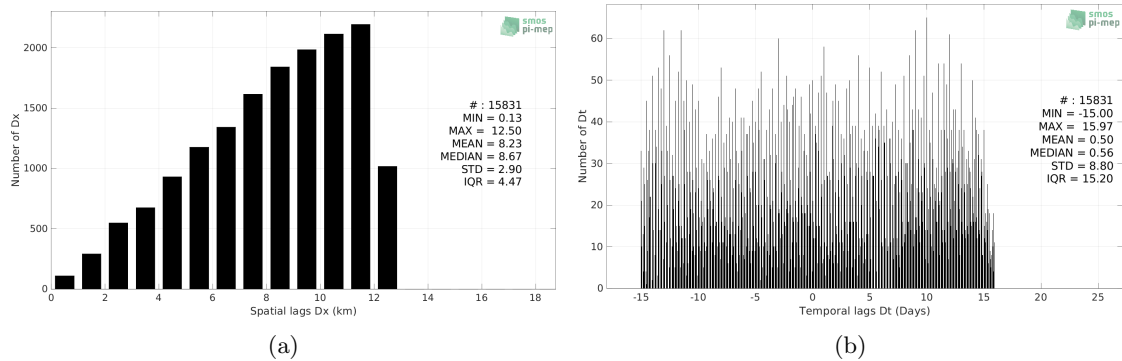 smos
pi-mep
2000
1500
1000
500
0
Number of Dx
# : 15831
MIN = 0.13
MAX = 12.50
MEAN = 8.23
MEDIAN = 8.67
STD = 2.90
IQR = 4.47
0 2 4 6 8 10 12 14 16 18
Spatial lags Dx (km)
(a)
smos
pi-mep
60
50
40
30
20
10
0
Number of Dt
# : 15831
MIN = -15.00
MAX = 15.97
MEAN = 0.50
MEDIAN = 0.56
STD = 8.80
IQR = 15.20
-15 -10 -5 0 5 10 15 20 25
Temporal lags Dt (Days)
(b)